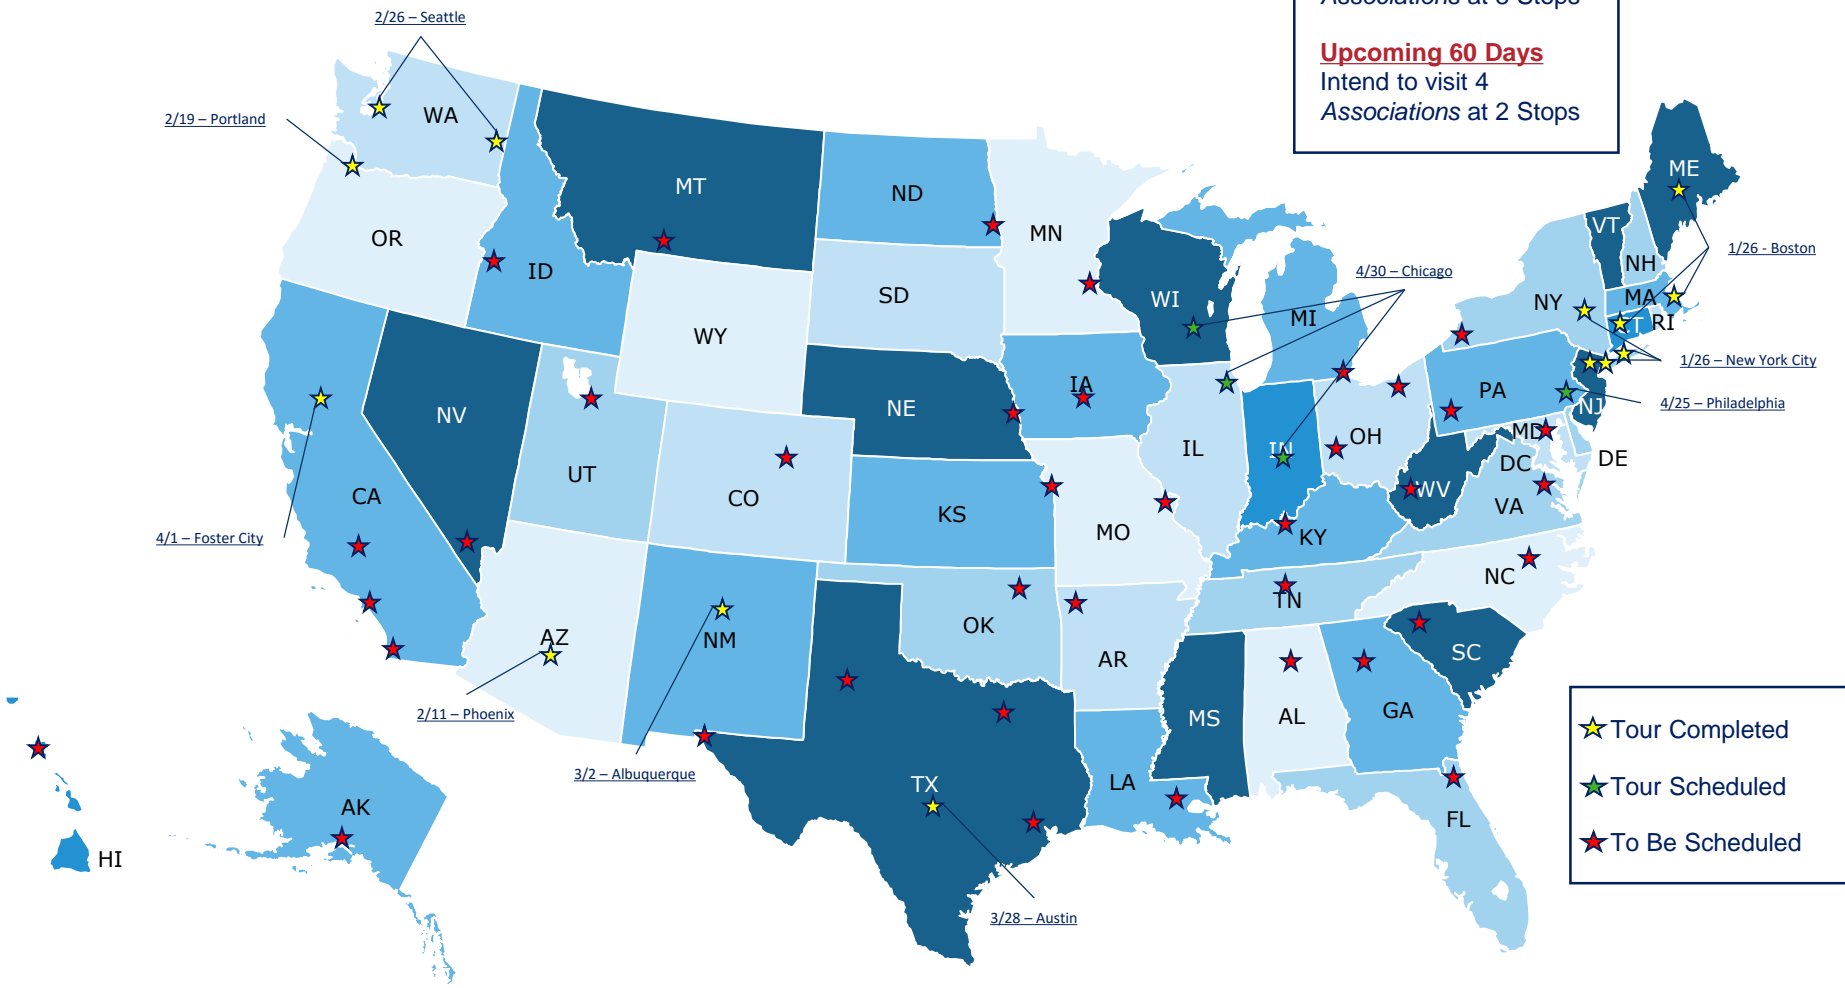 Associations at 8 Stops
Upcoming 60 Days
Intend to visit 4
Associations at 2 Stops
2/26 – Seattle
2/19 – Portland
WA
MT
ND
MN
OR
ID
SD
WY
WI
MI
ME
VT
NH
1/26 - Boston
4/30 – Chicago
NY
MA
RI
CT
1/26 – New York City
NV
NE
IA
PA
4/25 – Philadelphia
NJ
UT
CO
IL
IN
OH
MD
DE
DC
CA
KS
WV
VA
4/1 – Foster City
MO
KY
NC
AZ
NM
OK
TN
AR
SC
2/11 – Phoenix
MS
AL
GA
3/2 – Albuquerque
TX
LA
FL
AK
HI
3/28 – Austin
Tour Completed
Tour Scheduled
To Be Scheduled